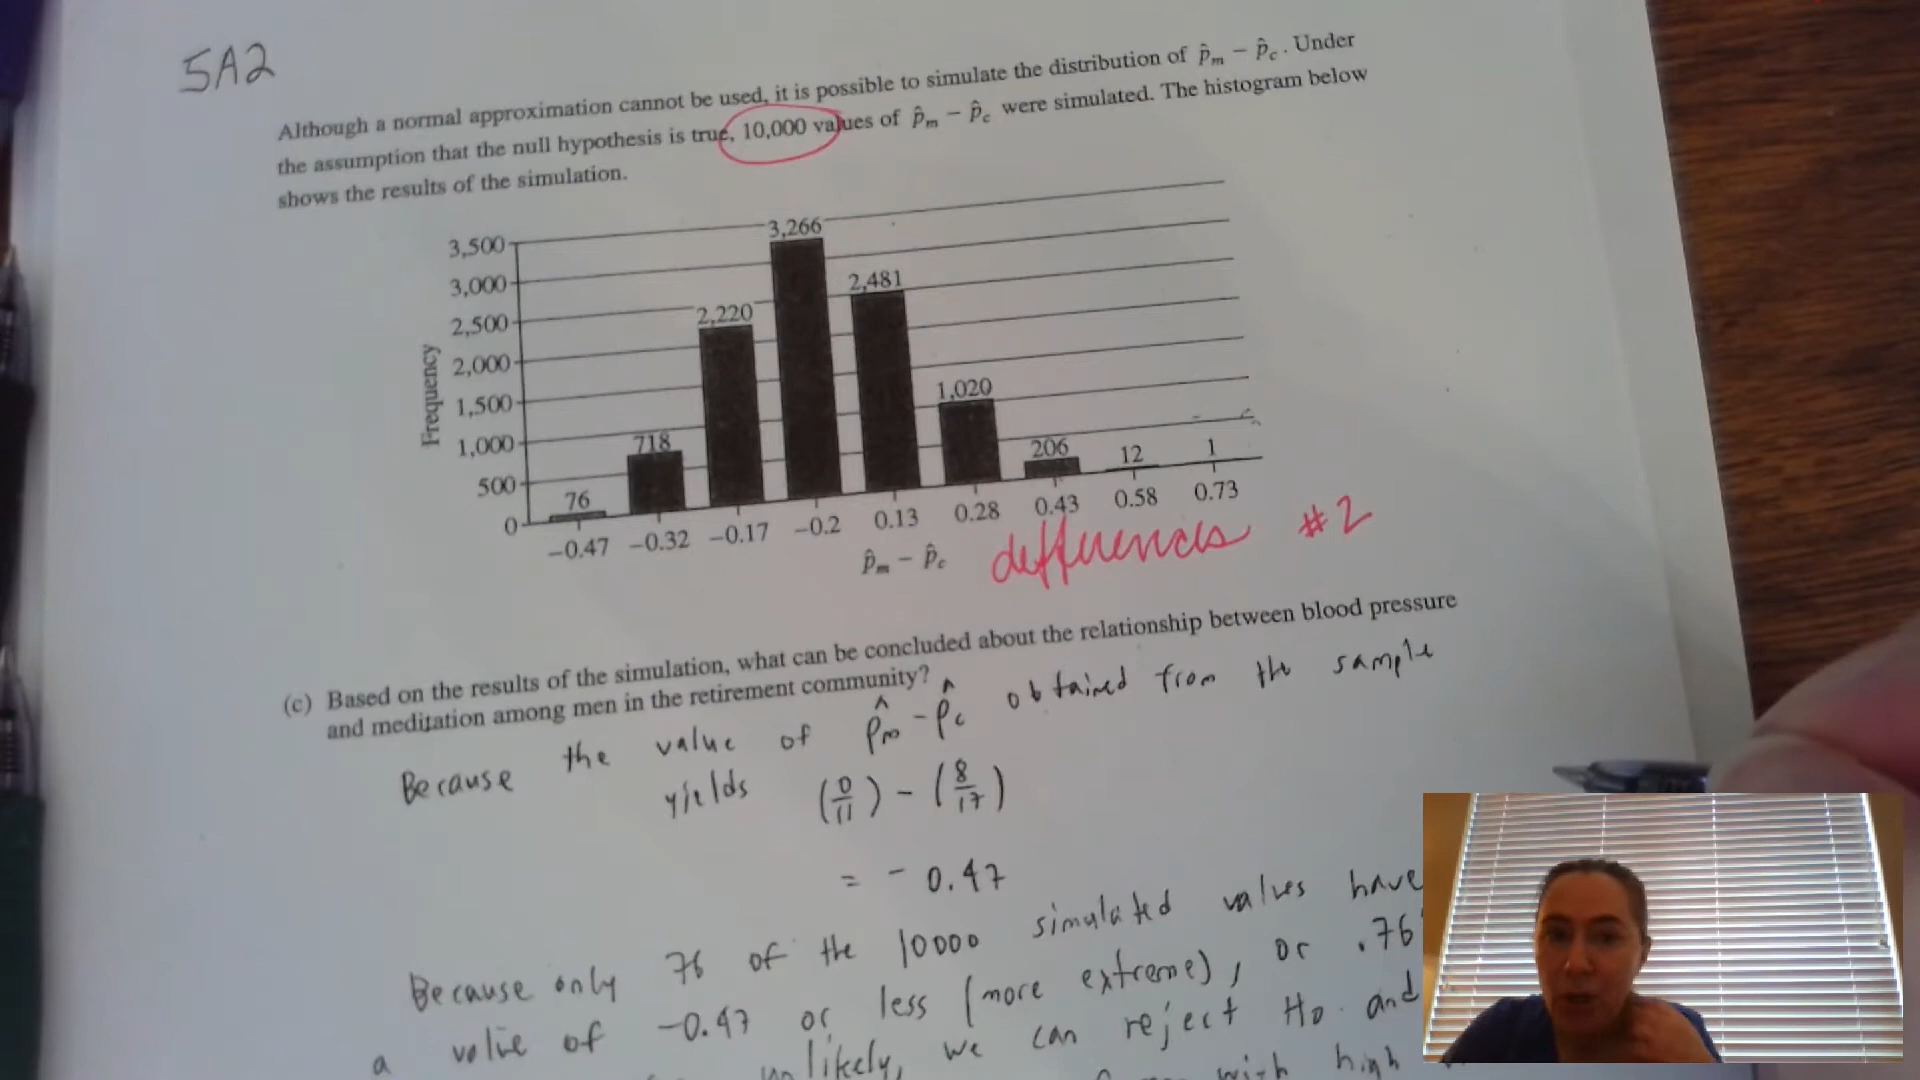 5A2
Although a normal approximation cannot be used, it is possible to simulate the distribution of p̂m − p̂c. Under
the assumption that the null hypothesis is true, 10,000 values of p̂m − p̂c were simulated. The histogram below
shows the results of the simulation.
Frequency
3,500
3,000
2,500
2,000
1,500
1,000
500
0
76
718
2,220
3,266
2,481
1,020
206
12
1
−0.47 −0.32 −0.17 −0.2 0.13 0.28 0.43 0.58 0.73
p̂m − p̂c
differences #2
(c) Based on the results of the simulation, what can be concluded about the relationship between blood pressure
and meditation among men in the retirement community?
Because the value of p̂m − p̂c obtained from the sample
yields (0/11) − (8/17)
= − 0.47
Because only 76 of the 10000 simulated values have
a value of −0.47 or less (more extreme), or .76
unlikely, we can reject Ho and
with high